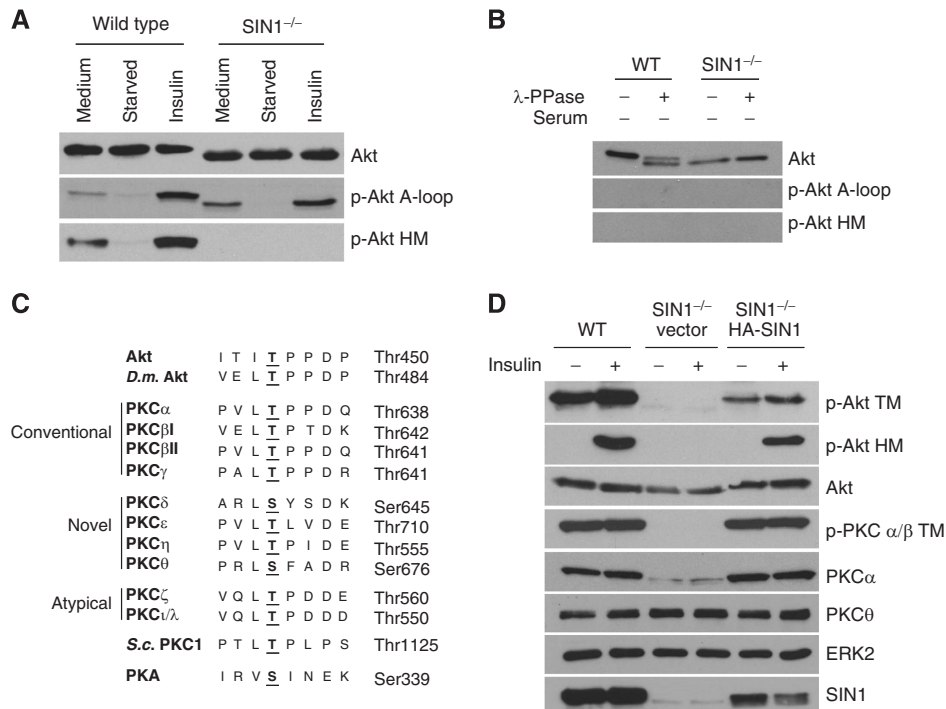 A
Wild type SIN1–/–
Medium Starved Insulin Medium Starved Insulin
Akt
p-Akt A-loop
p-Akt HM
B
WT SIN1–/–
λ-PPase – + – +
Serum – – – –
Akt
p-Akt A-loop
p-Akt HM
C
Akt I T I T P P D P Thr450
D.m. Akt V E L T P P D P Thr484
Conventional
PKCα P V L T P P D Q Thr638
PKCβI V E L T P T D K Thr642
PKCβII P V L T P P D Q Thr641
PKCγ P A L T P P D R Thr641
Novel
PKCδ A R L S Y S D K Ser645
PKCε P V L T L V D E Thr710
PKCη P V L T P I D E Thr555
PKCθ P R L S F A D R Ser676
Atypical
PKCζ V Q L T P D D E Thr560
PKCι/λ V Q L T P D D D Thr550
S.c. PKC1 P T L T P L P S Thr1125
PKA I R V S I N E K Ser339
D
WT SIN1–/– vector SIN1–/– HA-SIN1
Insulin – + – + – +
p-Akt TM
p-Akt HM
Akt
p-PKC α/β TM
PKCα
PKCθ
ERK2
SIN1